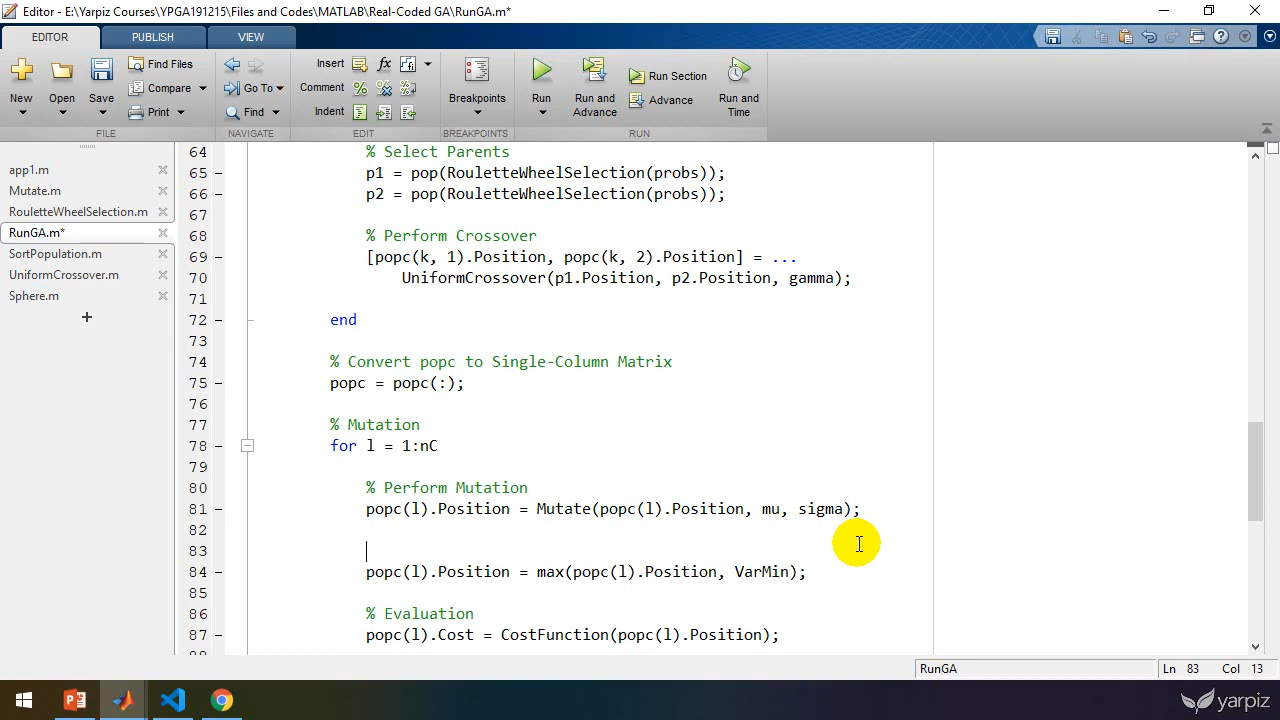 Editor - E:\Yarpiz Courses\YPGA191215\Files and Codes\MATLAB\Real-Coded GA\RunGA.m*
EDITOR PUBLISH VIEW
New Open Save Find Files Compare Print
Go To Find
Insert fx
Comment % %
Indent
Breakpoints
Run Run and Advance Run Section Advance Run and Time
FILE NAVIGATE EDIT BREAKPOINTS RUN
app1.m
Mutate.m
RouletteWheelSelection.m
RunGA.m*
SortPopulation.m
UniformCrossover.m
Sphere.m
64 % Select Parents
65 p1 = pop(RouletteWheelSelection(probs));
66 p2 = pop(RouletteWheelSelection(probs));
67
68 % Perform Crossover
69 [popc(k, 1).Position, popc(k, 2).Position] = ...
70 UniformCrossover(p1.Position, p2.Position, gamma);
71
72 end
73
74 % Convert popc to Single-Column Matrix
75 popc = popc(:);
76
77 % Mutation
78 for l = 1:nC
79
80 % Perform Mutation
81 popc(l).Position = Mutate(popc(l).Position, mu, sigma);
82
83
84 popc(l).Position = max(popc(l).Position, VarMin);
85
86 % Evaluation
87 popc(l).Cost = CostFunction(popc(l).Position);
RunGA Ln 83 Col 13
yarpiz